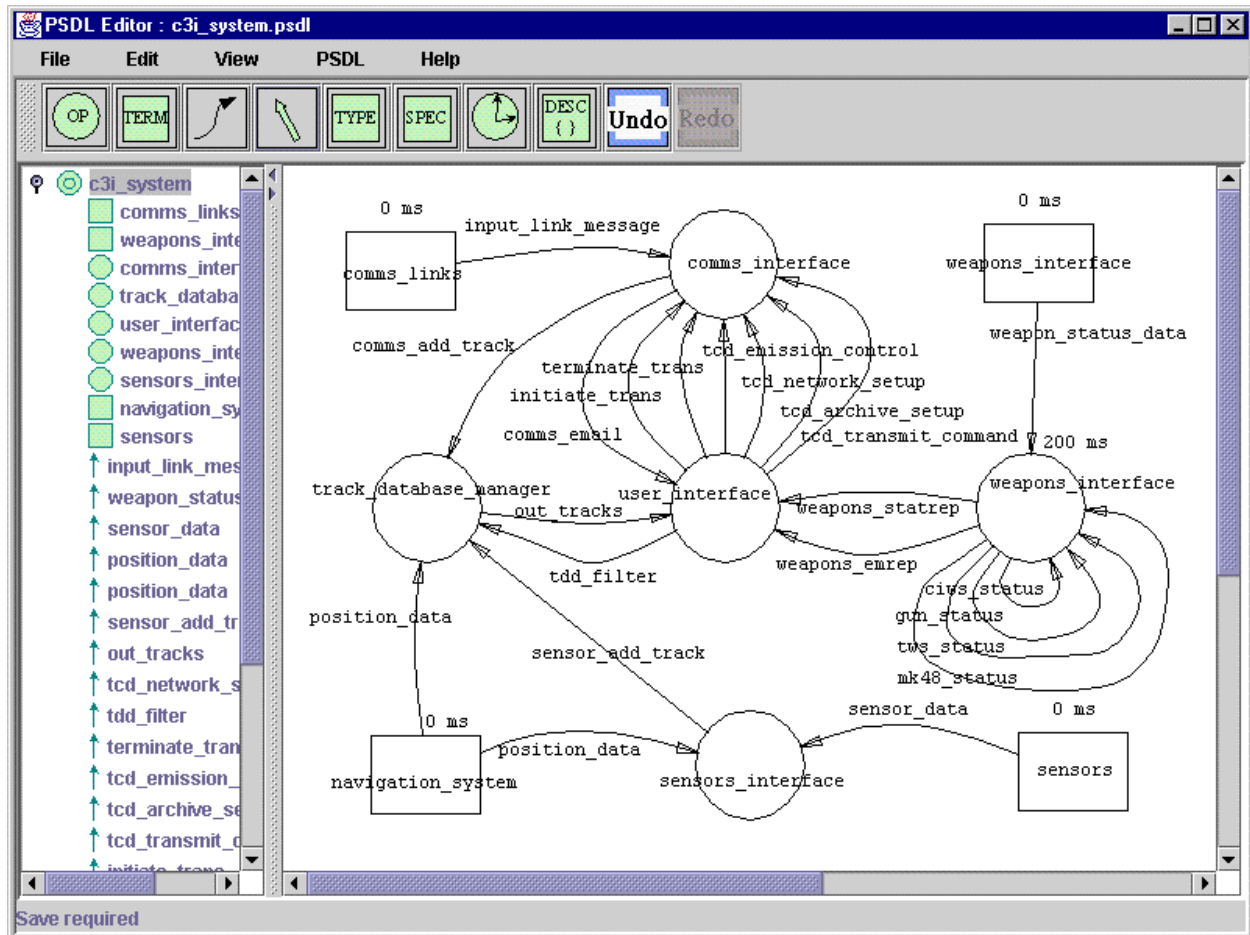 PSDL Editor : c3i_system.psdl
File Edit View PSDL Help
OP TERM TYPE SPEC DESC { } Undo Redo
c3i_system
comms_links
weapons_inte
comms_inter
track_databa
user_interfac
weapons_inte
sensors_inter
navigation_sy
sensors
input_link_mes
weapon_status
sensor_data
position_data
position_data
sensor_add_tr
out_tracks
tcd_network_s
tdd_filter
terminate_tran
tcd_emission_
tcd_archive_se
tcd_transmit_c
initiate_trans
0 ms
comms_links
input_link_message
comms_interface
0 ms
weapons_interface
weapon_status_data
comms_add_track
tcd_emission_control
terminate_trans
tcd_network_setup
initiate_trans
tcd_archive_setup
comms_email
tcd_transmit_command
200 ms
track_database_manager
user_interface
weapons_interface
out_tracks
weapons_statrep
tdd_filter
weapons_emrep
ciws_status
gun_status
tws_status
mk48_status
position_data
sensor_add_track
sensor_data
0 ms
0 ms
navigation_system
position_data
sensors_interface
sensors
Save required